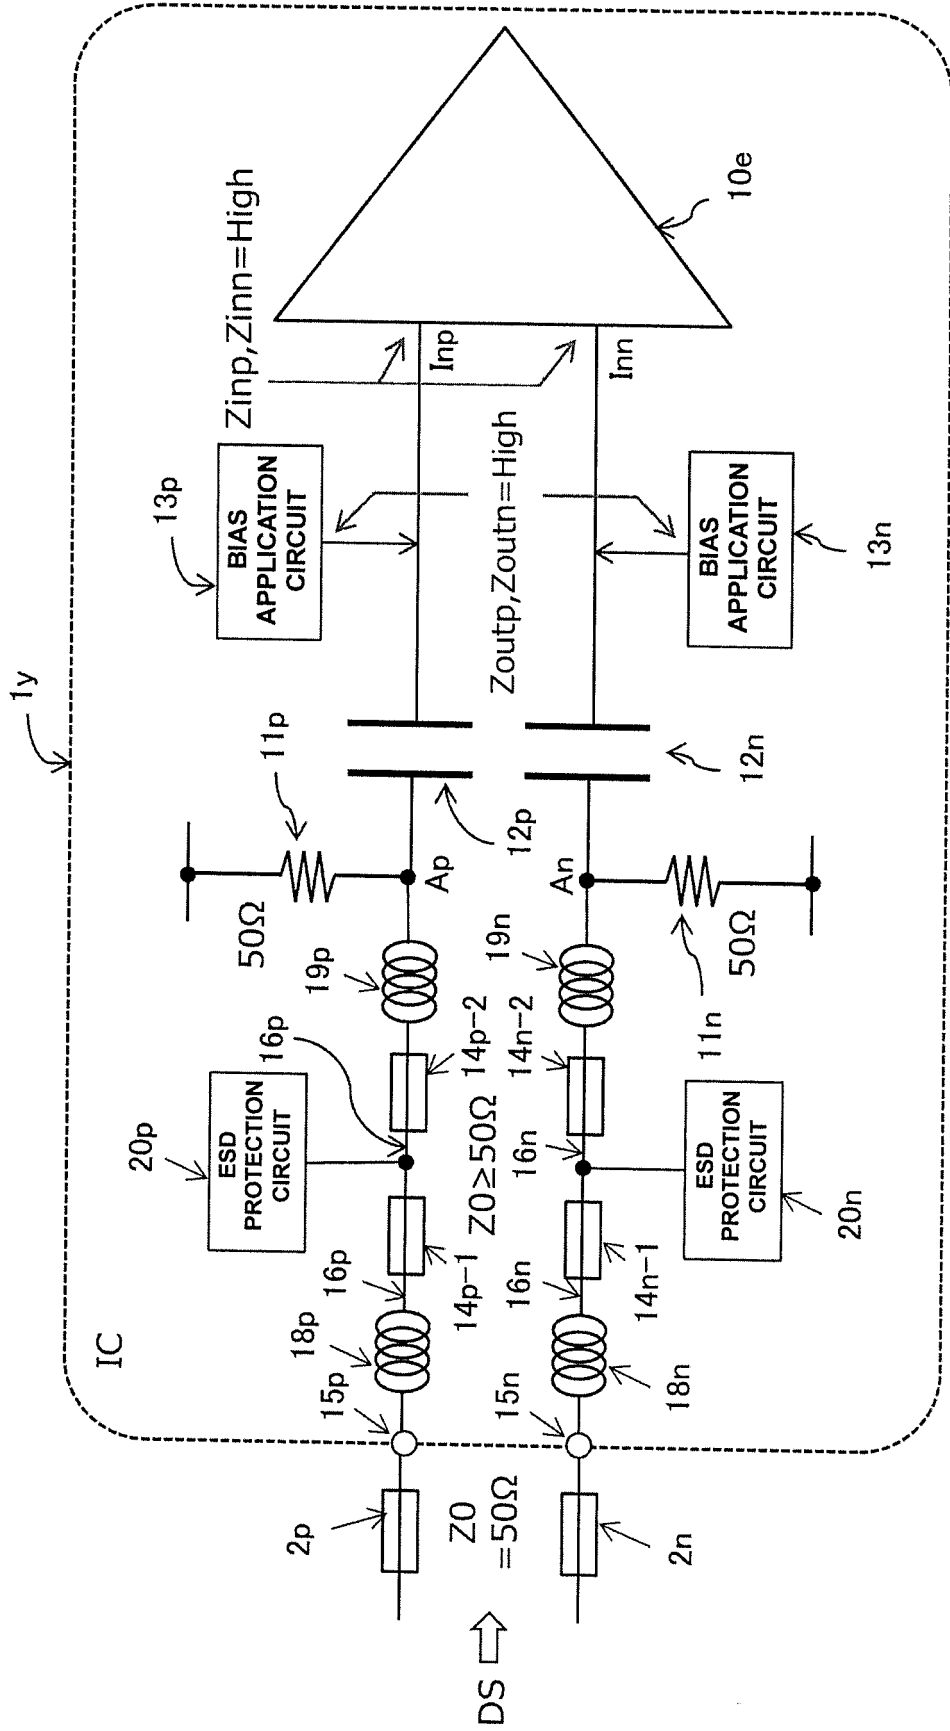 1y
IC
13p
BIAS
APPLICATION
CIRCUIT
Zinp,Zinn=High
11p
50Ω
20p
ESD
PROTECTION
CIRCUIT
16p
19p
18p
16p
15p
2p
14p-1
14p-2
Ap
12p
Inp
Z0
=50Ω
Z0≥50Ω
DS
Zoutp,Zoutn=High
10e
15n
16n
16n
14n-2
19n
An
12n
Inn
2n
18n
14n-1
ESD
PROTECTION
CIRCUIT
20n
11n
50Ω
BIAS
APPLICATION
CIRCUIT
13n